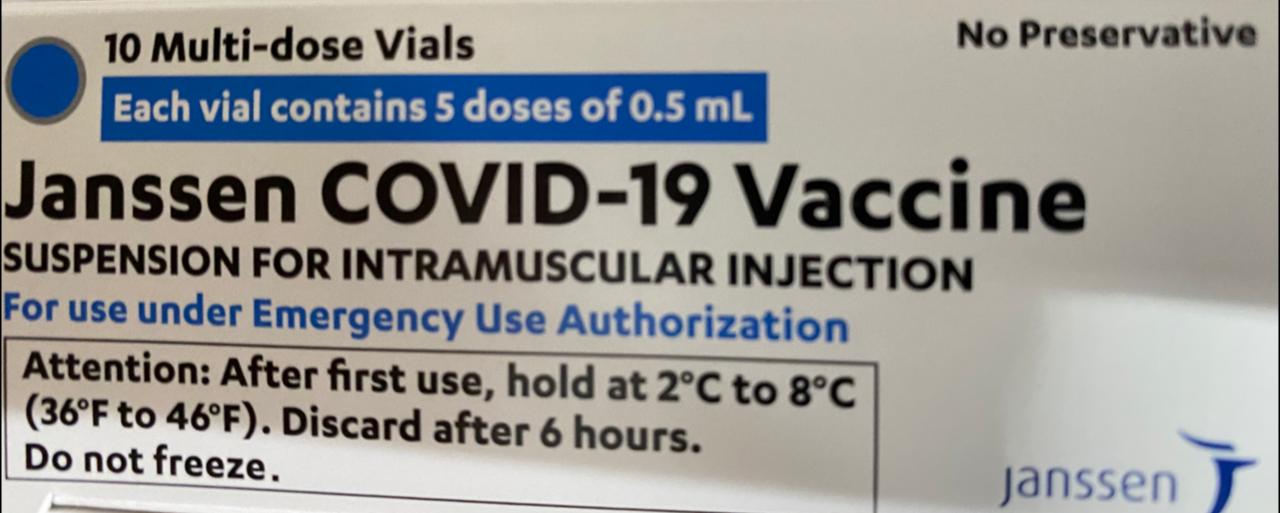 10 Multi-dose Vials
No Preservative
Each vial contains 5 doses of 0.5 mL
Janssen COVID-19 Vaccine
SUSPENSION FOR INTRAMUSCULAR INJECTION
For use under Emergency Use Authorization
Attention: After first use, hold at 2°C to 8°C
(36°F to 46°F). Discard after 6 hours.
Do not freeze.
janssen